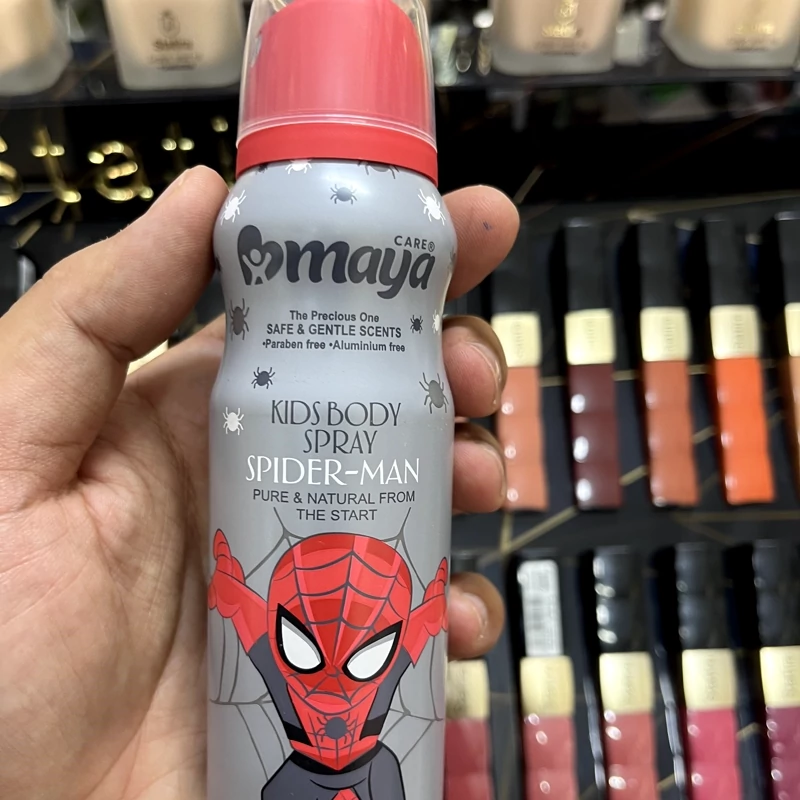 CARE®
maya
The Precious One
SAFE & GENTLE SCENTS
•Paraben free •Aluminium free
KIDS BODY
SPRAY
SPIDER-MAN
PURE & NATURAL FROM
THE START